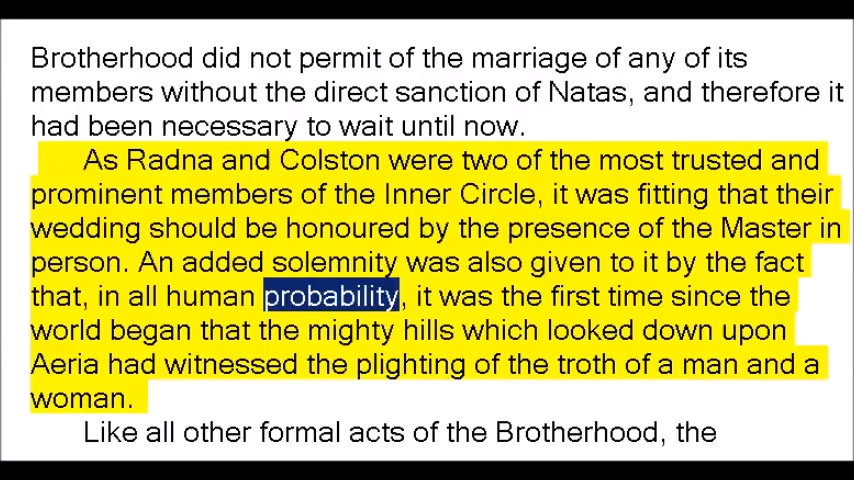 Brotherhood did not permit of the marriage of any of its
members without the direct sanction of Natas, and therefore it
had been necessary to wait until now.
As Radna and Colston were two of the most trusted and
prominent members of the Inner Circle, it was fitting that their
wedding should be honoured by the presence of the Master in
person. An added solemnity was also given to it by the fact
that, in all human probability, it was the first time since the
world began that the mighty hills which looked down upon
Aeria had witnessed the plighting of the troth of a man and a
woman.
Like all other formal acts of the Brotherhood, the